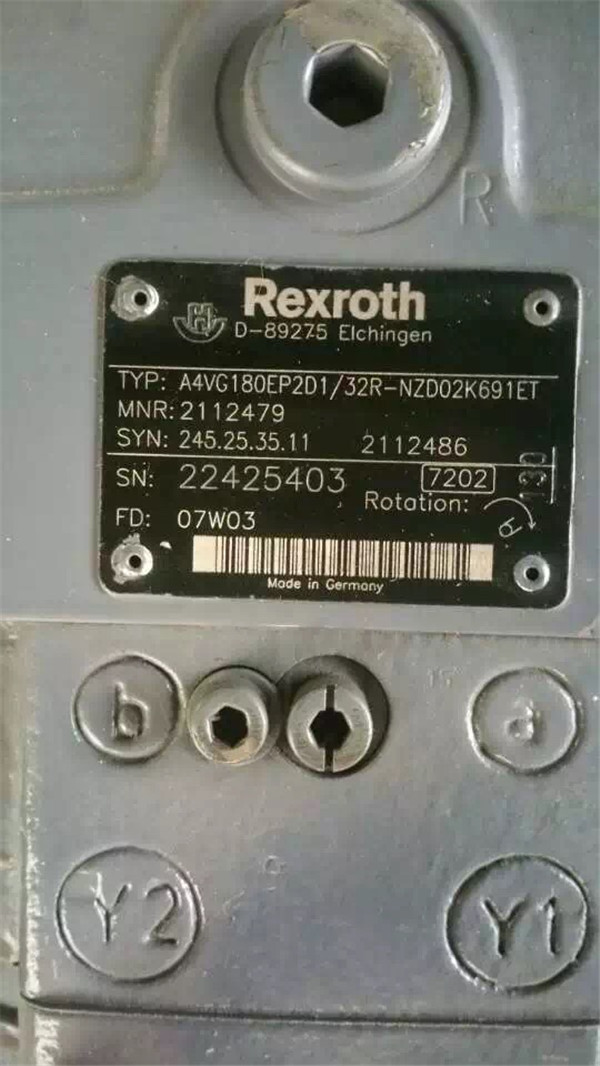 R
Rexroth
D-89275 Elchingen
TYP: A4VG180EP2D1/32R-NZD02K691ET
MNR: 2112479
SYN: 245.25.35.11 2112486
SN: 22425403 7202
130
Rotation:
FD: 07W03
Made in Germany
b a
Y2 Y1